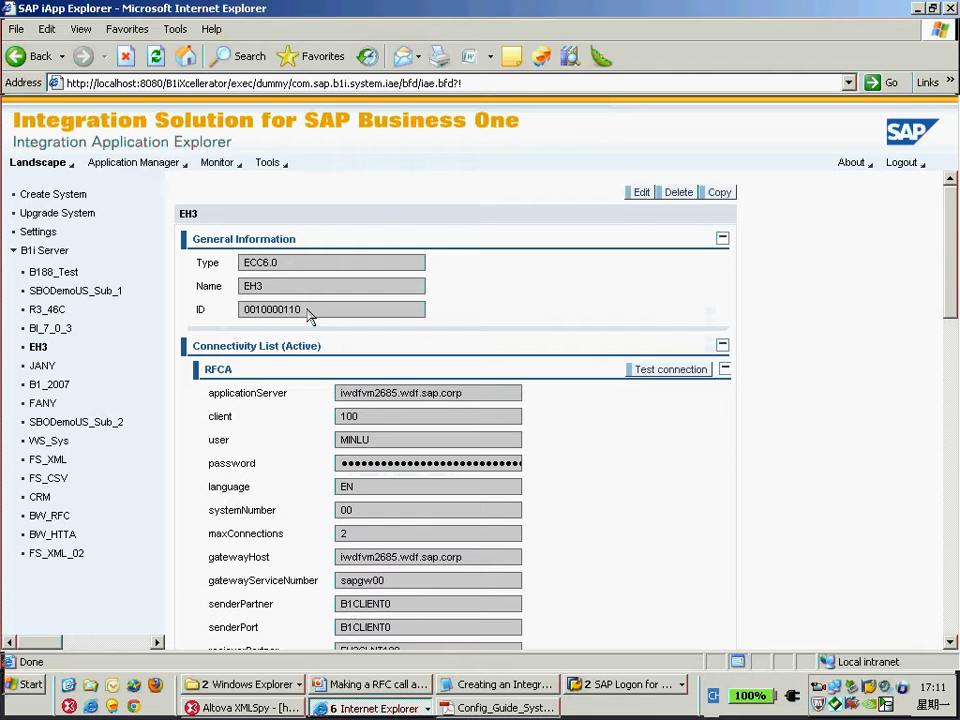 SAP iApp Explorer - Microsoft Internet Explorer
File Edit View Favorites Tools Help
Back Search Favorites
Address http://localhost:8080/B1iXcellerator/exec/dummy/com.sap.b1i.system.iae/bfd/iae.bfd?! Go Links »
Integration Solution for SAP Business One
Integration Application Explorer
SAP
Landscape Application Manager Monitor Tools About Logout
Create System
Upgrade System
Settings
B1i Server
B188_Test
SBODemoUS_Sub_1
R3_46C
BI_7_0_3
EH3
JANY
B1_2007
FANY
SBODemoUS_Sub_2
WS_Sys
FS_XML
FS_CSV
CRM
BW_RFC
BW_HTTA
FS_XML_02
Edit Delete Copy
EH3
General Information
Type ECC6.0
Name EH3
ID 0010000110
Connectivity List (Active)
RFCA Test connection
applicationServer iwdfvm2685.wdf.sap.corp
client 100
user MINLU
password ●●●●●●●●●●●●●●●●●●●●●●●●●●●
language EN
systemNumber 00
maxConnections 2
gatewayHost iwdfvm2685.wdf.sap.corp
gatewayServiceNumber sapgw00
senderPartner B1CLIENT0
senderPort B1CLIENT0
Done Local intranet
Start 2 Windows Explorer Making a RFC call a... Creating an Integr... 2 SAP Logon for ... 100% 17:11
Altova XMLSpy - [h... 6 Internet Explorer Config_Guide_Syst... 星期一